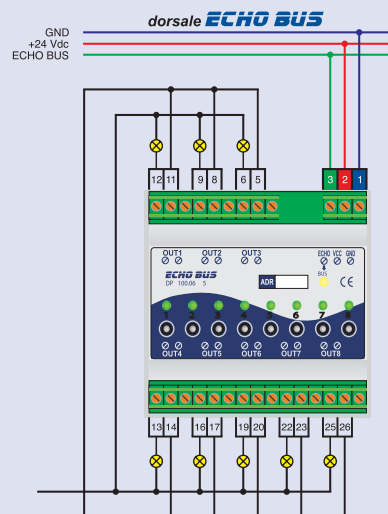 dorsale ECHO BUS
GND
+24 Vdc
ECHO BUS
12 11 9 8 6 5 3 2 1
OUT1 OUT2 OUT3 ECHO VCC GND
BUS
ECHO BUS
DP 100.06 S
ADR
CE
1 2 3 4 5 6 7 8
OUT4 OUT5 OUT6 OUT7 OUT8
13 14 16 17 19 20 22 23 25 26